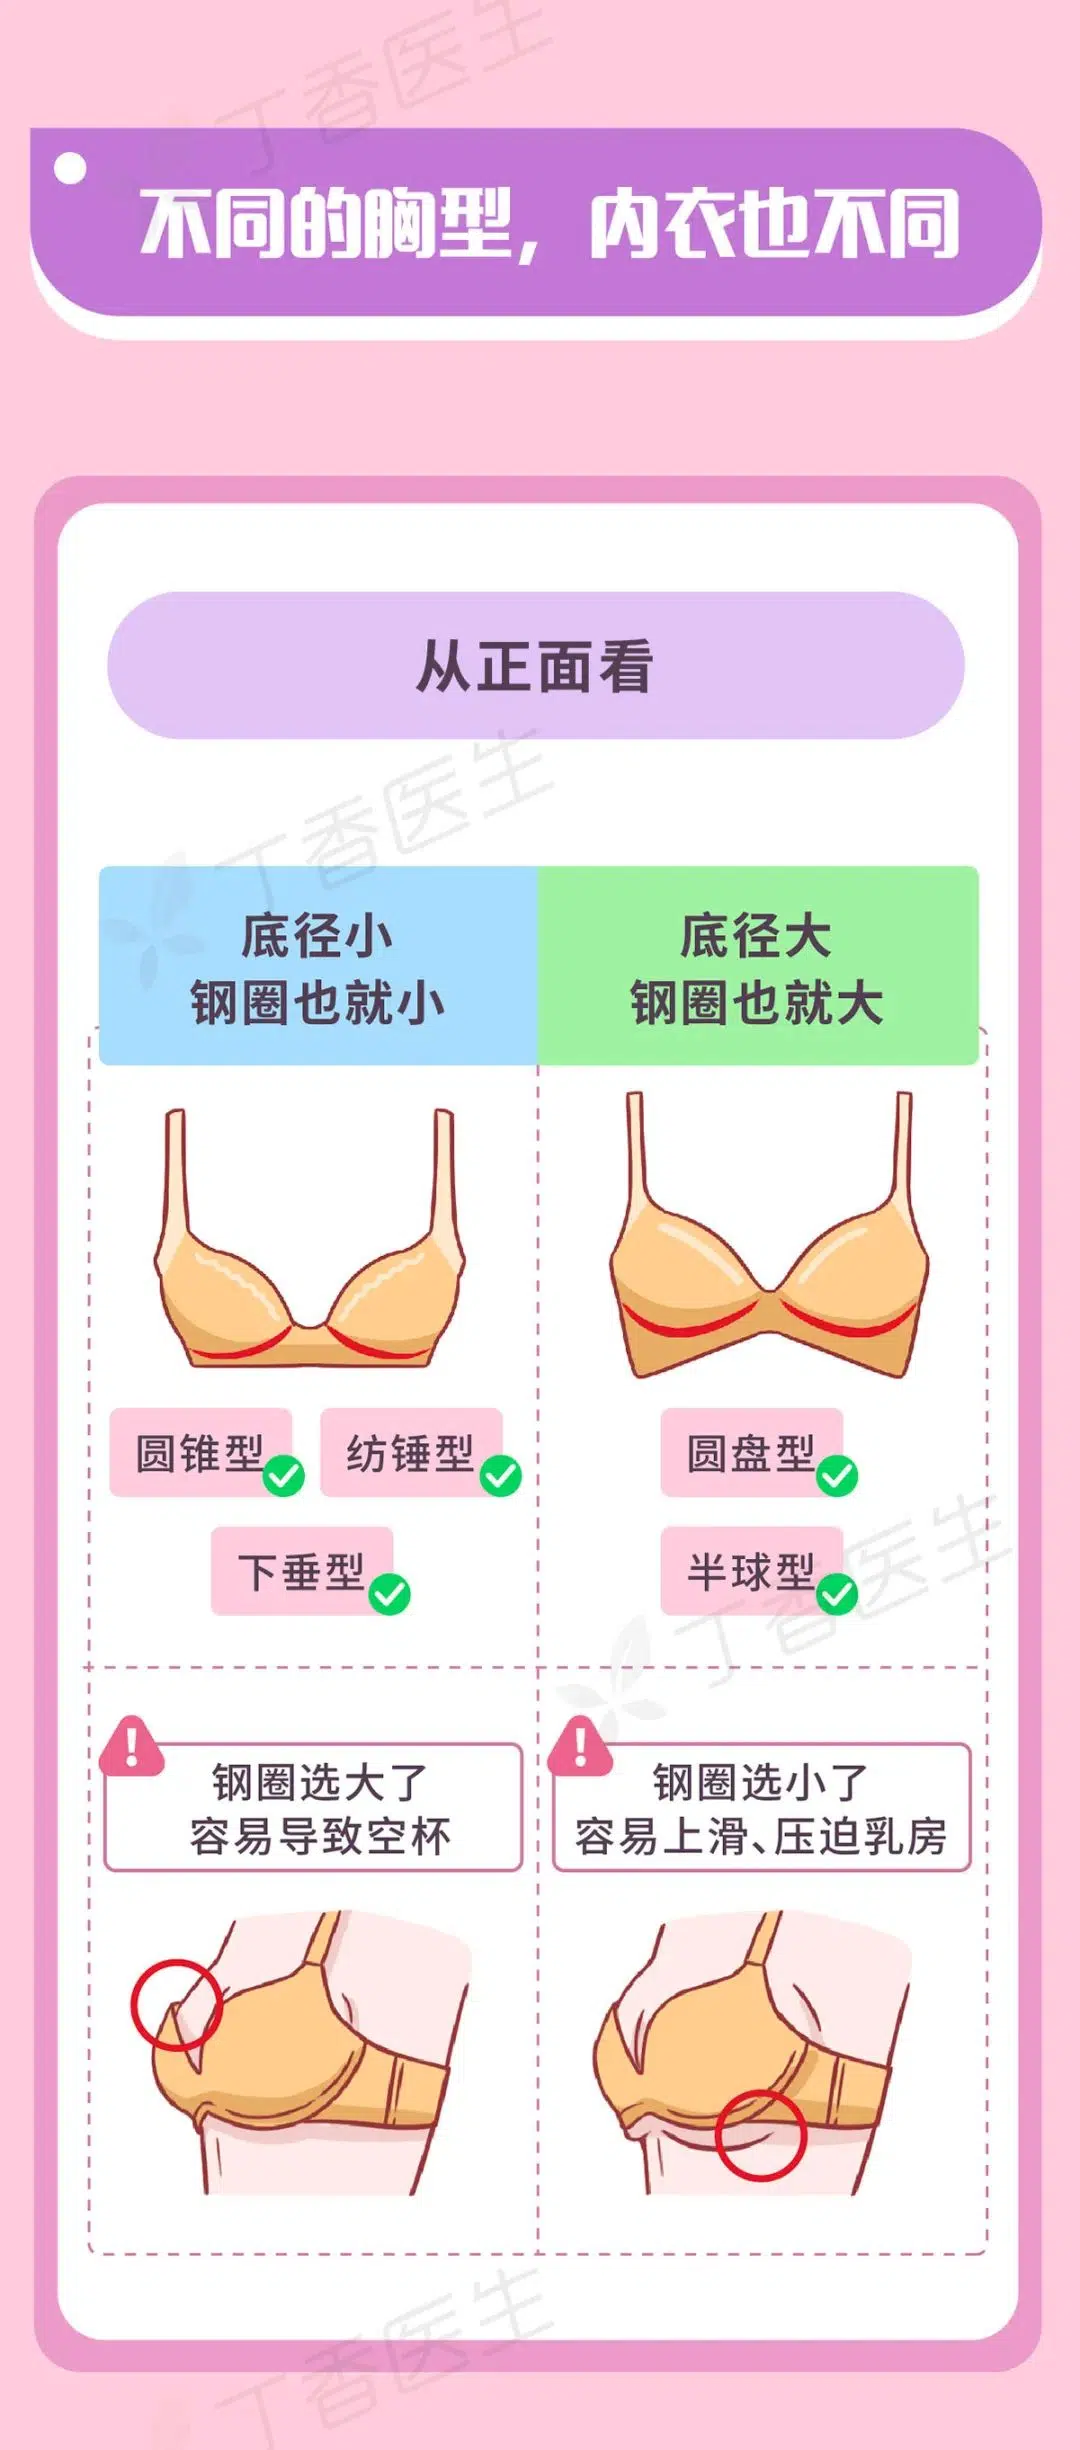 丁香医生
不同的胸型，内衣也不同
从正面看
丁香医生
底径小
钢圈也就小
底径大
钢圈也就大
圆锥型
纺锤型
下垂型
圆盘型
半球型
丁香医生
!
钢圈选大了
容易导致空杯
!
钢圈选小了
容易上滑、压迫乳房
丁香医生